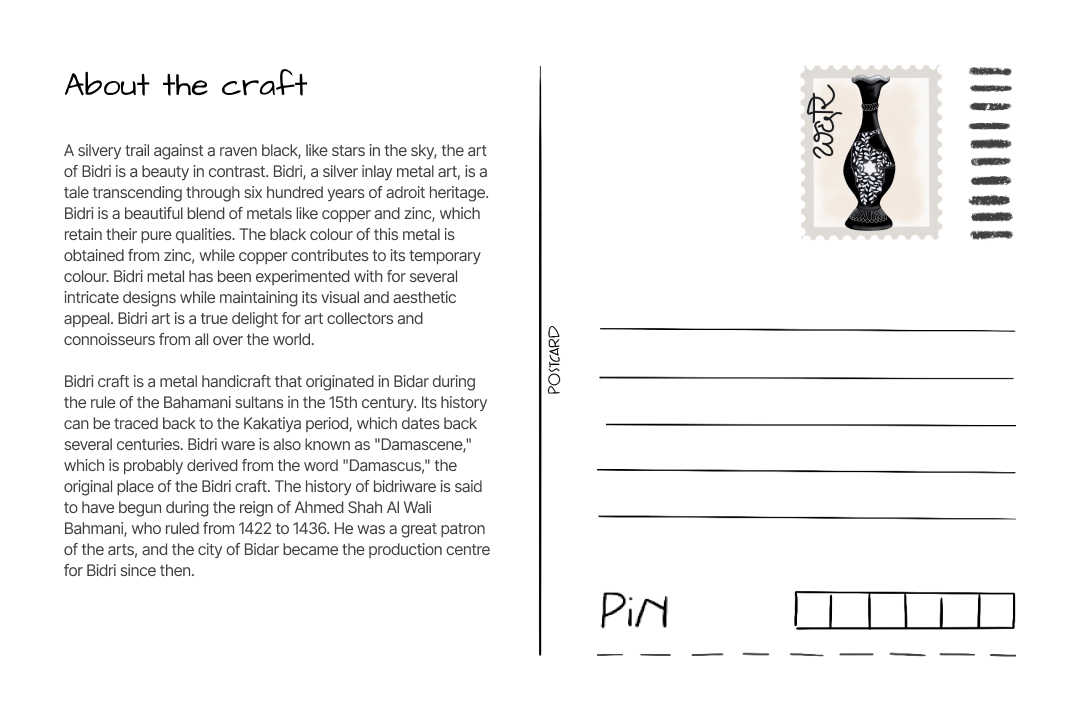 About the craft
A silvery trail against a raven black, like stars in the sky, the art
of Bidri is a beauty in contrast. Bidri, a silver inlay metal art, is a
tale transcending through six hundred years of adroit heritage.
Bidri is a beautiful blend of metals like copper and zinc, which
retain their pure qualities. The black colour of this metal is
obtained from zinc, while copper contributes to its temporary
colour. Bidri metal has been experimented with for several
intricate designs while maintaining its visual and aesthetic
appeal. Bidri art is a true delight for art collectors and
connoisseurs from all over the world.
Bidri craft is a metal handicraft that originated in Bidar during
the rule of the Bahamani sultans in the 15th century. Its history
can be traced back to the Kakatiya period, which dates back
several centuries. Bidri ware is also known as "Damascene,"
which is probably derived from the word "Damascus," the
original place of the Bidri craft. The history of bidriware is said
to have begun during the reign of Ahmed Shah Al Wali
Bahmani, who ruled from 1422 to 1436. He was a great patron
of the arts, and the city of Bidar became the production centre
for Bidri since then.
POSTCARD
PiN